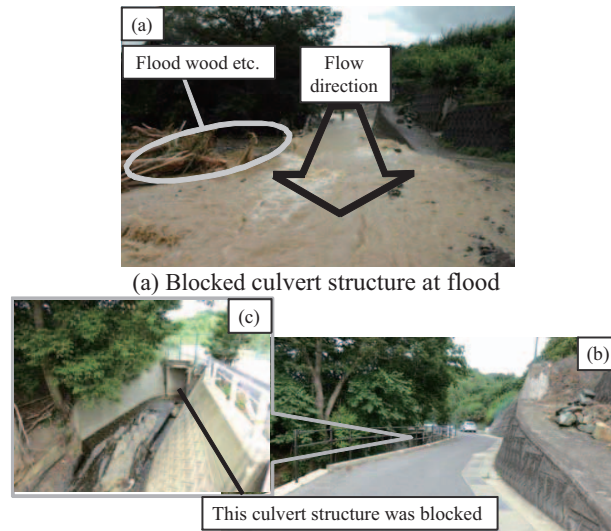 (a)
Flood wood etc.
Flow
direction
(a) Blocked culvert structure at flood
(c)
(b)
This culvert structure was blocked